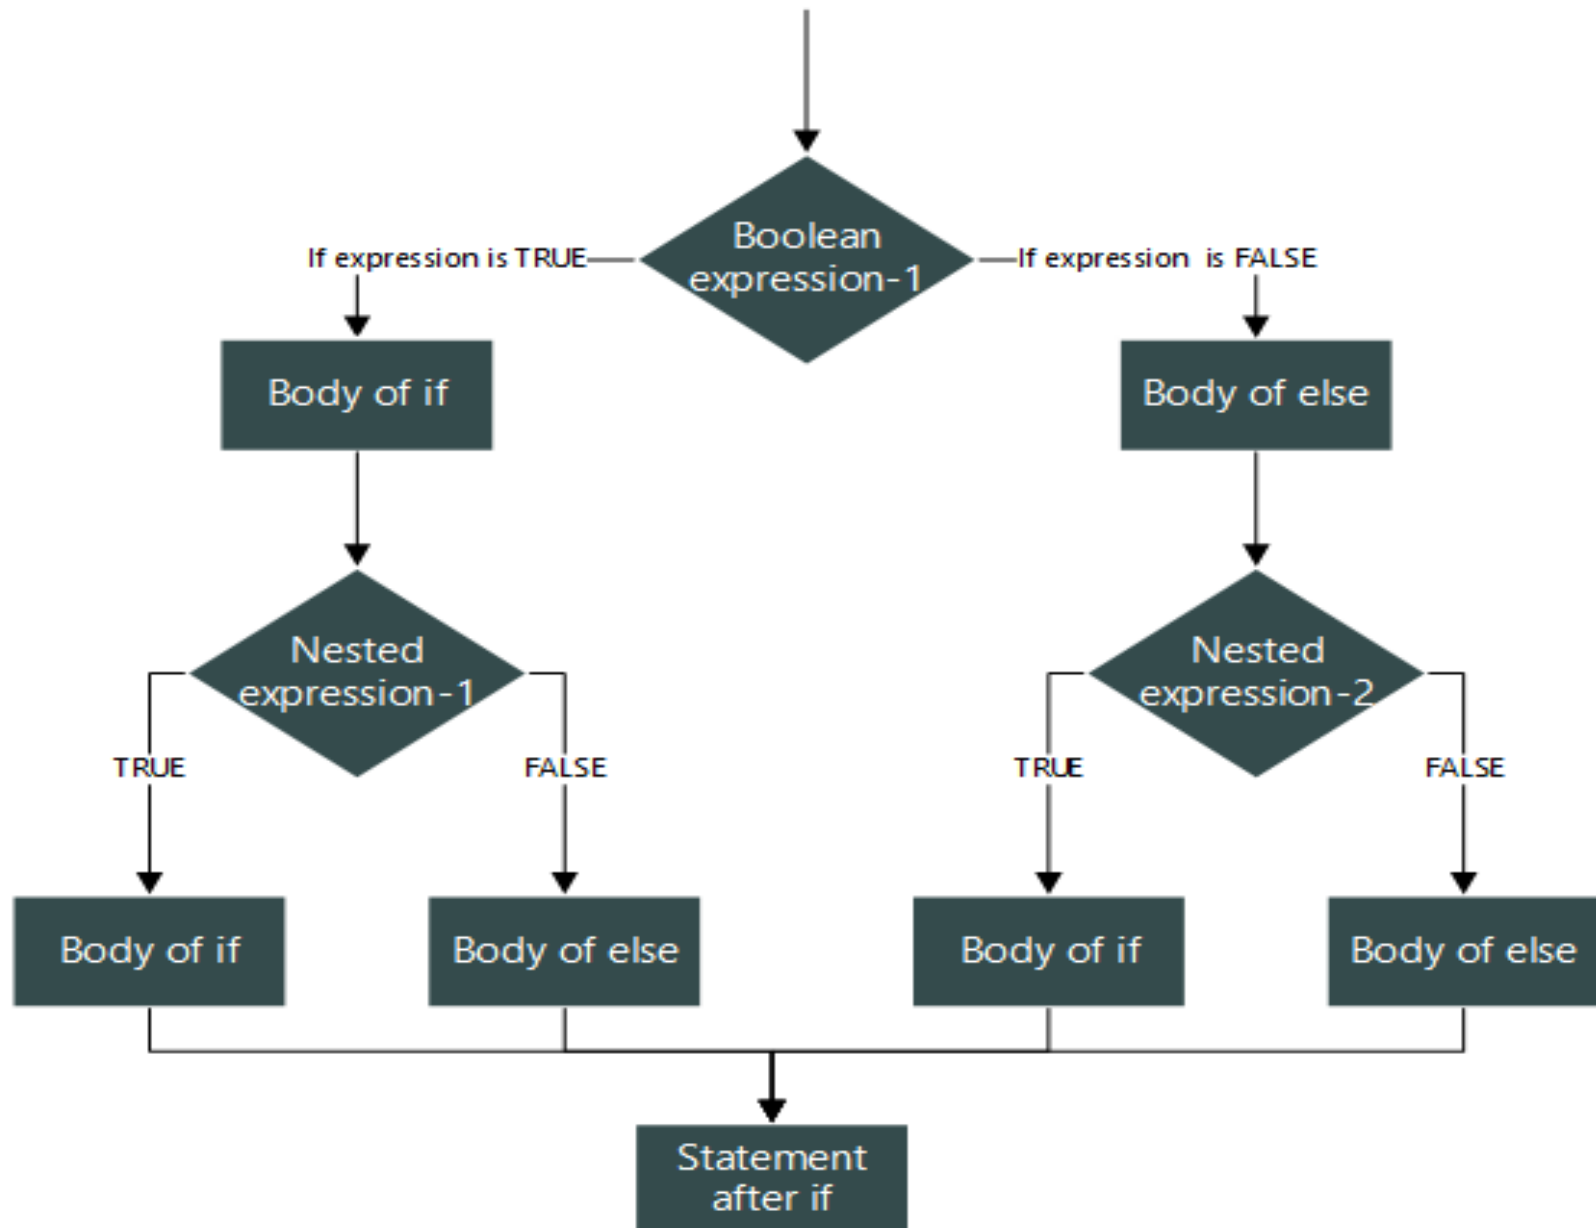 Boolean
expression-1
If expression is TRUE
If expression is FALSE
Body of if
Body of else
Nested
expression-1
Nested
expression-2
TRUE
FALSE
TRUE
FALSE
Body of if
Body of else
Body of if
Body of else
Statement
after if